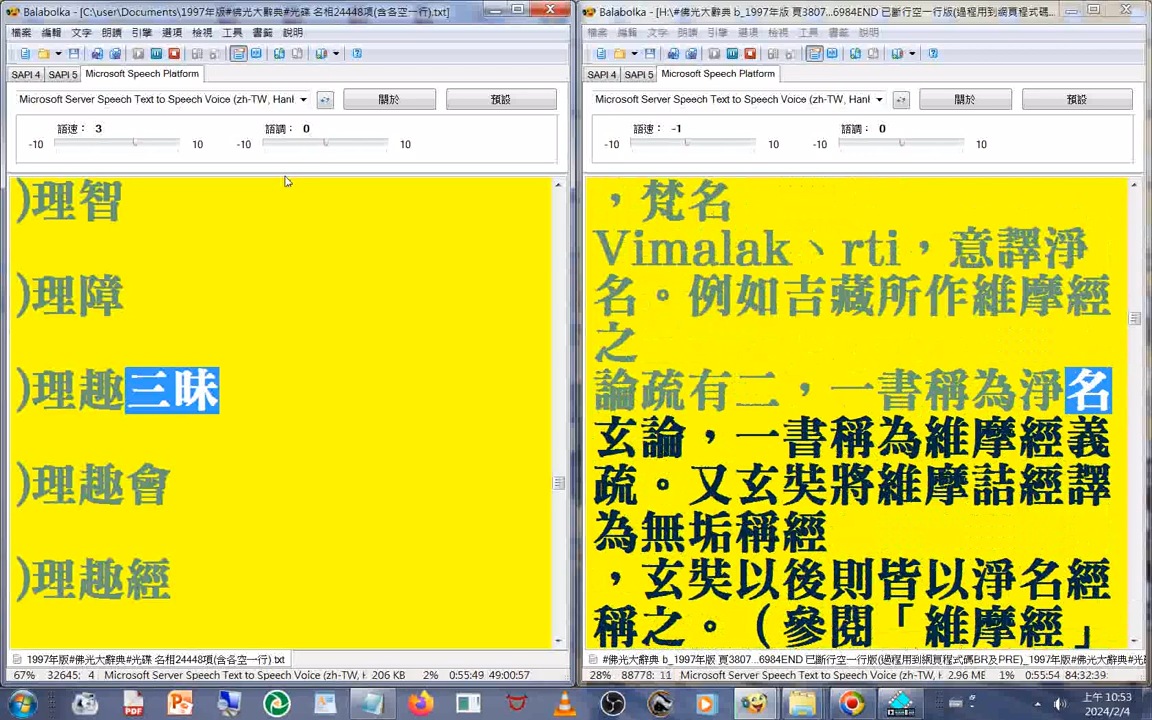 Balabolka - [C:\user\Documents\1997年版#佛光大辭典#光碟 名相24448項(含各空一行).txt]
檔案 編輯 文字 朗讀 引擎 選項 檢視 工具 書籤 說明
SAPI 4 SAPI 5 Microsoft Speech Platform
Microsoft Server Speech Text to Speech Voice (zh-TW, HanH
關於
預設
語速： 3
語調： 0
-10 10 -10 10
)理智
)理障
)理趣三昧
)理趣會
)理趣經
1997年版#佛光大辭典#光碟 名相24448項(含各空一行).txt
67% 32645: 4 Microsoft Server Speech Text to Speech Voice (zh-TW, H 206 KB 2% 0:55:49 49:00:57
Balabolka - [H:\#佛光大辭典 b_1997年版 頁3807...6984END 已斷行空一行版(過程用到網頁程式碼
檔案 編輯 文字 朗讀 引擎 選項 檢視 工具 書籤 說明
SAPI 4 SAPI 5 Microsoft Speech Platform
Microsoft Server Speech Text to Speech Voice (zh-TW, HanH
關於
預設
語速： -1
語調： 0
-10 10 -10 10
，梵名
Vimalak、rti，意譯淨
名。例如吉藏所作維摩經
之
論疏有二，一書稱為淨名
玄論，一書稱為維摩經義
疏。又玄奘將維摩詰經譯
為無垢稱經
，玄奘以後則皆以淨名經
稱之。（參閱「維摩經」
#佛光大辭典 b_1997年版 頁3807...6984END 已斷行空一行版(過程用到網頁程式碼BR及PRE)_1997年版#光
28% 88778: 11 Microsoft Server Speech Text to Speech Voice (zh-TW, H 2.96 ME 1% 0:55:54 84:32:39
上午 10:53
2024/2/4